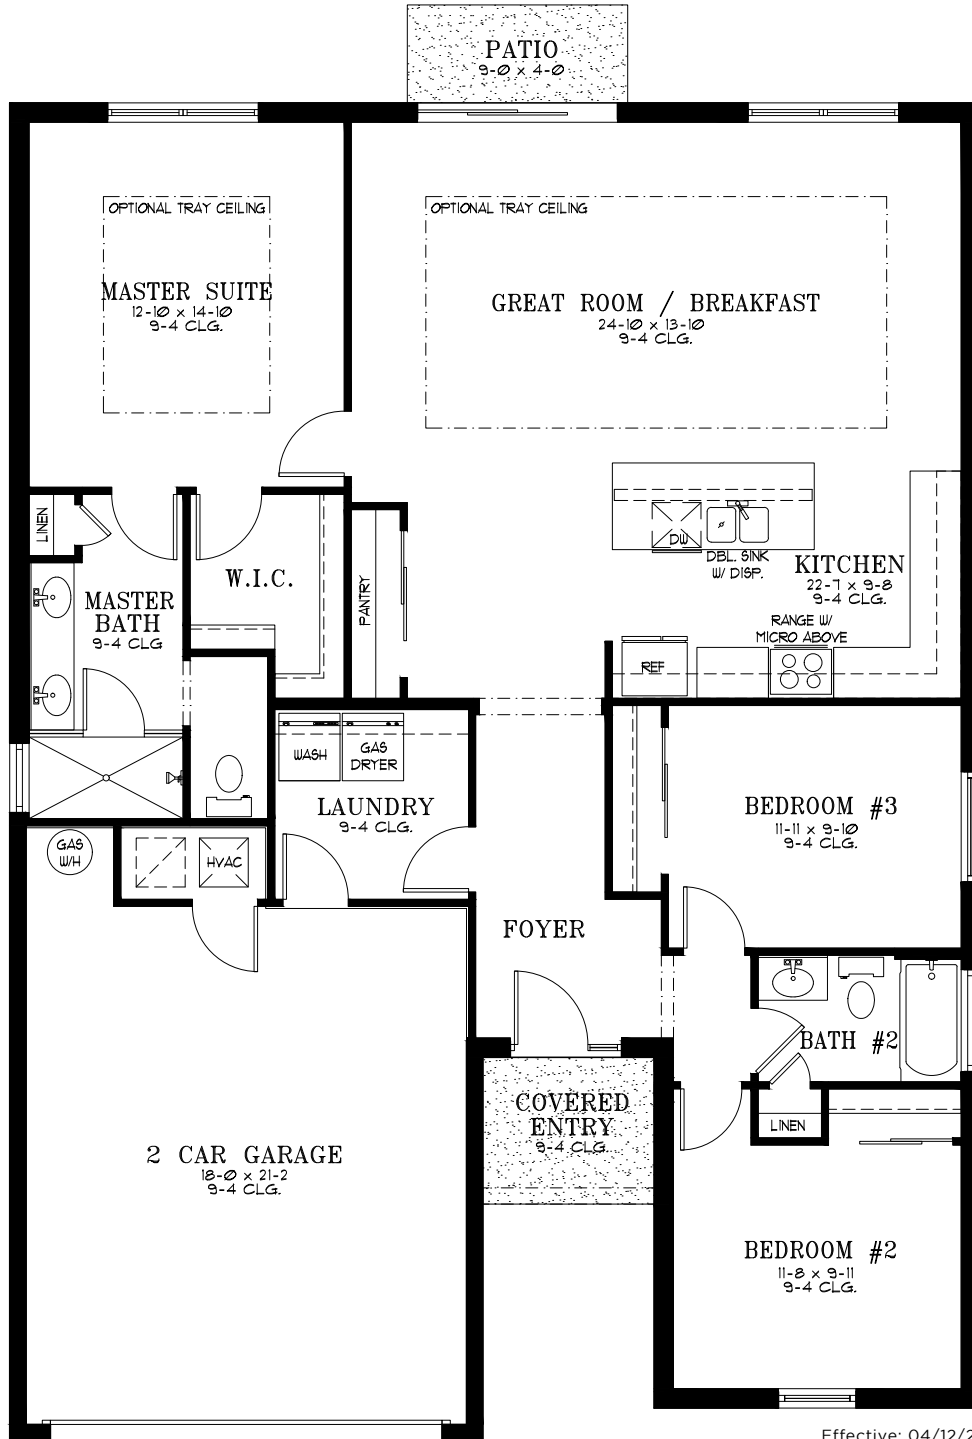 PATIO
9-0 x 4-0
OPTIONAL TRAY CEILING
OPTIONAL TRAY CEILING
MASTER SUITE
12-10 x 14-10
9-4 CLG.
GREAT ROOM / BREAKFAST
24-10 x 13-10
9-4 CLG.
LINEN
W.I.C.
PANTRY
MASTER
BATH
9-4 CLG
DW
DBL. SINK
W/ DISP.
KITCHEN
22-7 x 9-8
9-4 CLG.
RANGE W/
MICRO ABOVE
REF
WASH
GAS
DRYER
LAUNDRY
9-4 CLG.
BEDROOM #3
11-11 x 9-10
9-4 CLG.
GAS
W/H
HVAC
FOYER
BATH #2
COVERED
ENTRY
9-4 CLG.
LINEN
2 CAR GARAGE
18-0 x 21-2
9-4 CLG.
BEDROOM #2
11-8 x 9-11
9-4 CLG.
Effective: 04/12/2